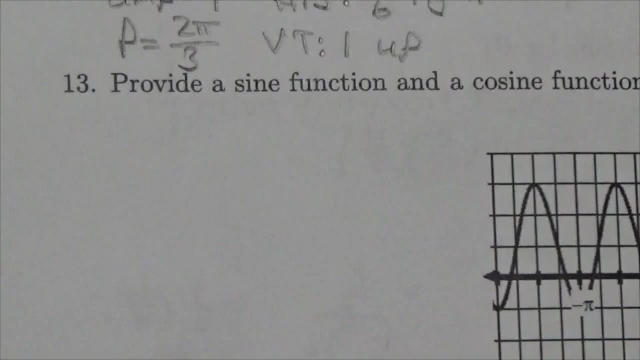 P = 2π/3 VT: 1 up
13. Provide a sine function and a cosine function
-π